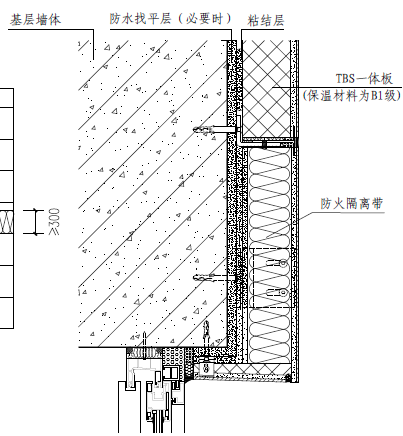 基层墙体
防水找平层（必要时）
粘结层
TBS一体板
(保温材料为B1级)
防火隔离带
≥300